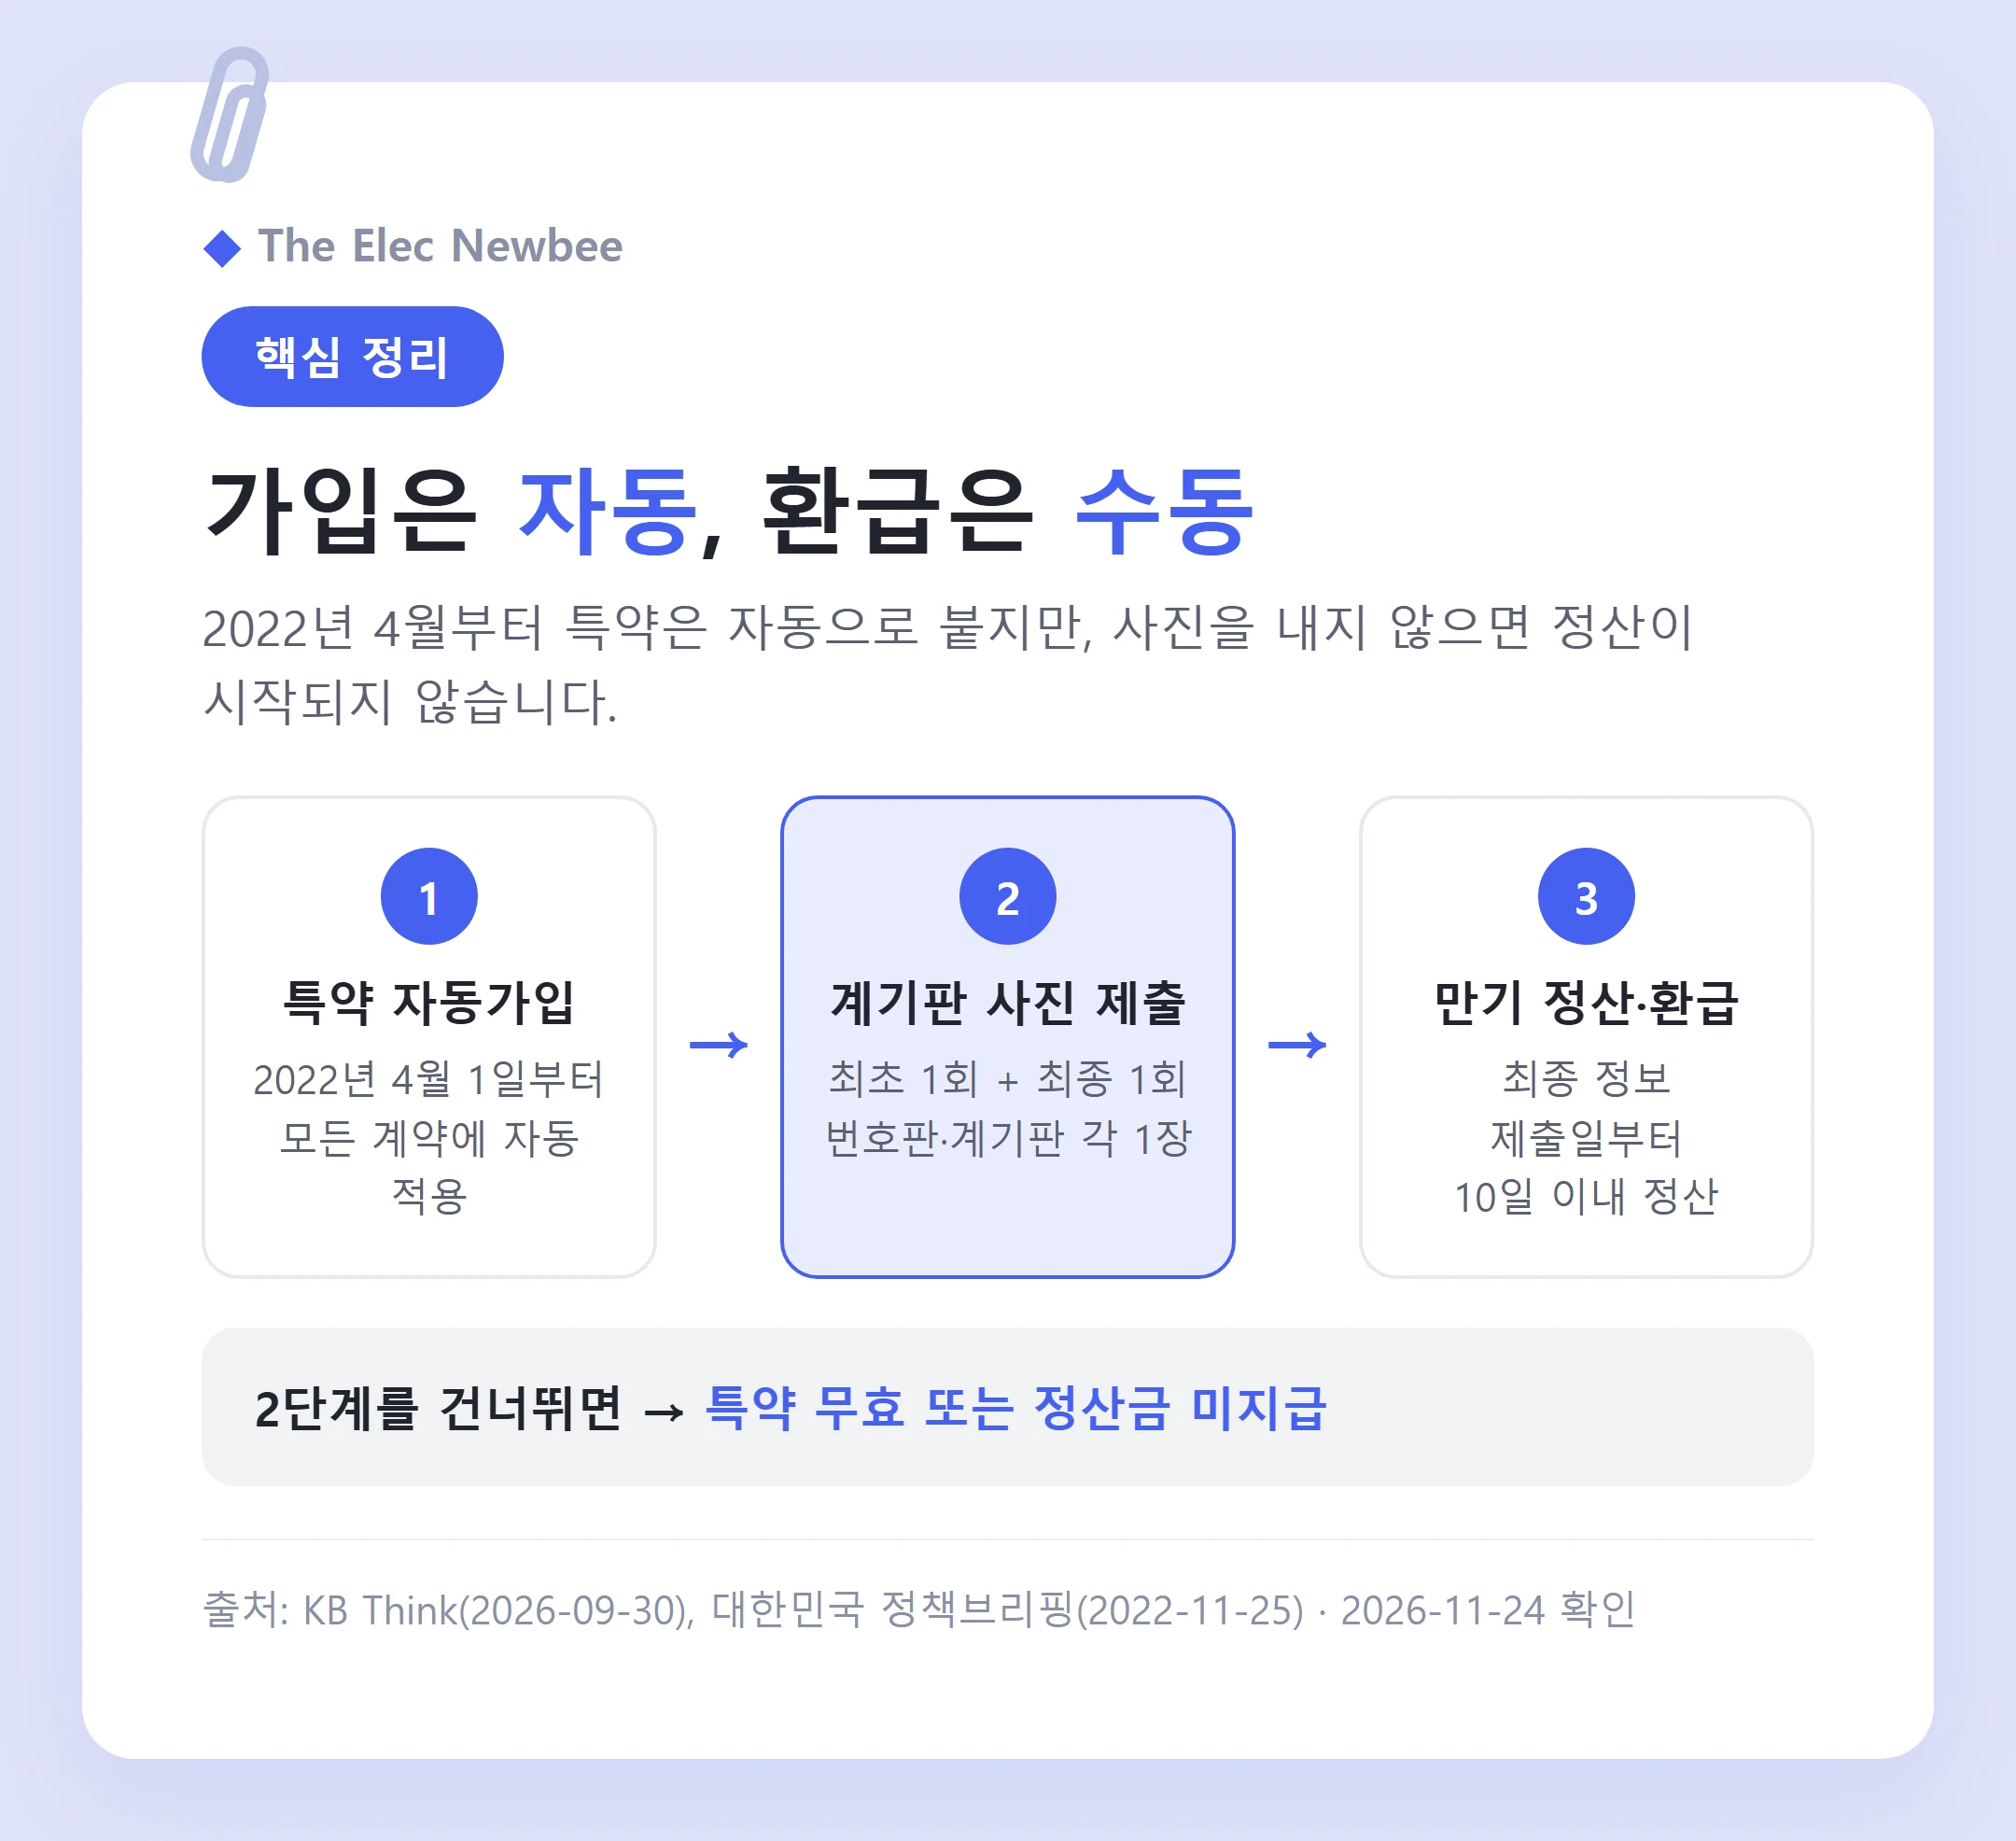 The Elec Newbee
핵심 정리
가입은 자동, 환급은 수동
2022년 4월부터 특약은 자동으로 붙지만, 사진을 내지 않으면 정산이
시작되지 않습니다.
1
특약 자동가입
2022년 4월 1일부터
모든 계약에 자동
적용
→
2
계기판 사진 제출
최초 1회 + 최종 1회
번호판·계기판 각 1장
→
3
만기 정산·환급
최종 정보
제출일부터
10일 이내 정산
2단계를 건너뛰면 → 특약 무효 또는 정산금 미지급
출처: KB Think(2026-09-30), 대한민국 정책브리핑(2022-11-25) · 2026-11-24 확인